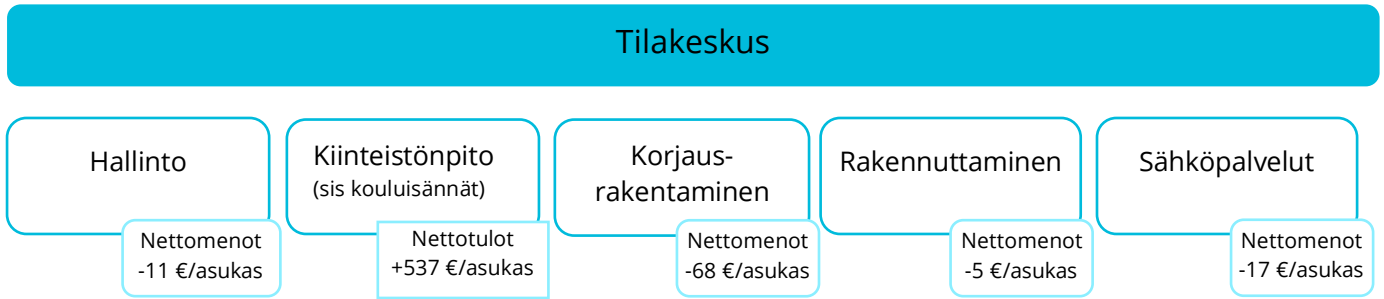 Tilakeskus
Hallinto
Nettomenot
-11 €/asukas
Kiinteistönpito
(sis kouluisännät)
Nettotulot
+537 €/asukas
Korjaus-
rakentaminen
Nettomenot
-68 €/asukas
Rakennuttaminen
Nettomenot
-5 €/asukas
Sähköpalvelut
Nettomenot
-17 €/asukas